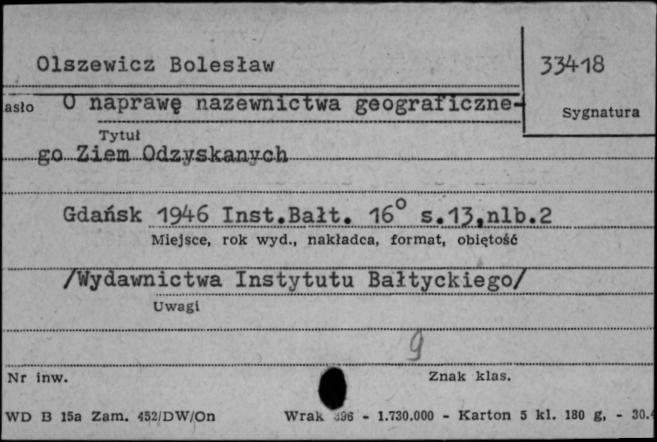 Olszewicz Bolesław
33418
asło O naprawę nazewnictwa geograficzne-
Sygnatura
Tytuł
go Ziem Odzyskanych
Gdańsk 1946 Inst.Bałt. 16° s.13,nlb.2
Miejsce, rok wyd., nakładca, format, objętość
/Wydawnictwa Instytutu Bałtyckiego/
Uwagi
9
Nr inw.
Znak klas.
WD B 15a Zam. 452/DW/On Wrak 396 - 1.730.000 - Karton 5 kl. 180 g, - 30.4